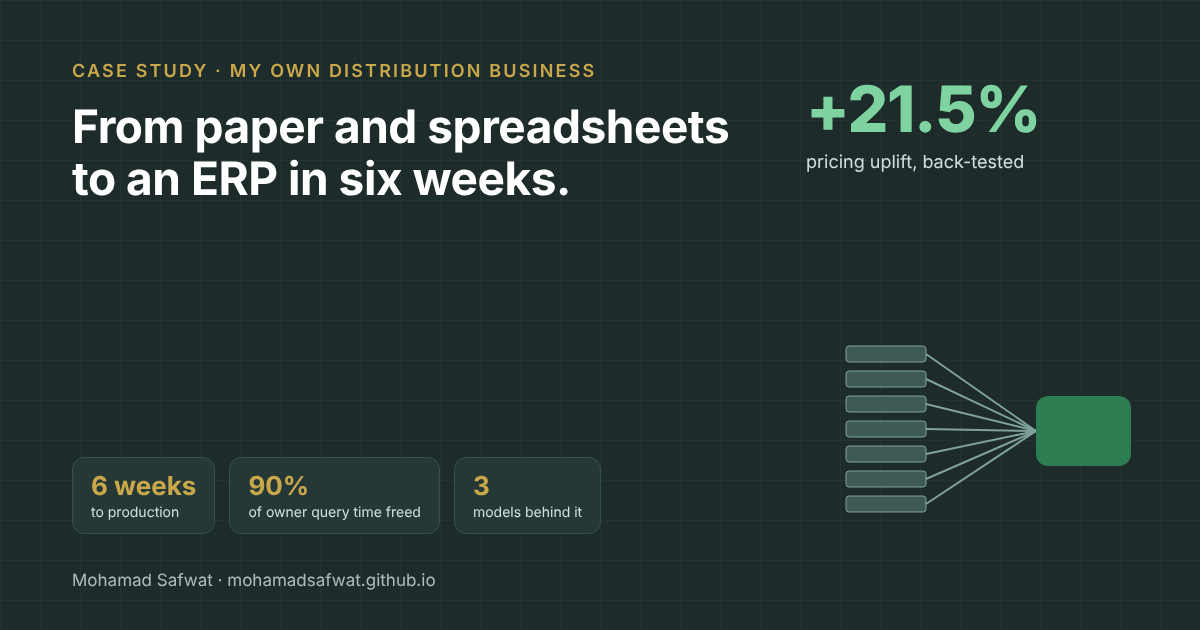 CASE STUDY · MY OWN DISTRIBUTION BUSINESS
From paper and spreadsheets
to an ERP in six weeks.
+21.5%
pricing uplift, back-tested
6 weeks
to production
90%
of owner query time freed
3
models behind it
Mohamad Safwat · mohamadsafwat.github.io